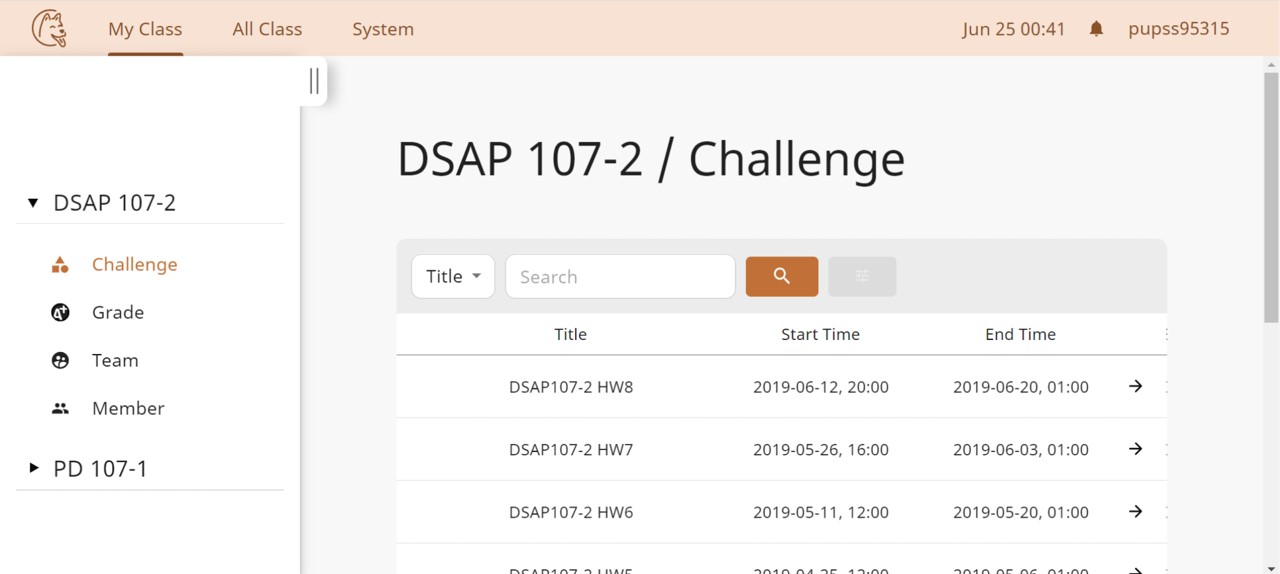 My Class All Class System Jun 25 00:41 pupss95315
DSAP 107-2 / Challenge
DSAP 107-2
Challenge
Grade
Team
Member
PD 107-1
Title Search
Title Start Time End Time
DSAP107-2 HW8 2019-06-12, 20:00 2019-06-20, 01:00
DSAP107-2 HW7 2019-05-26, 16:00 2019-06-03, 01:00
DSAP107-2 HW6 2019-05-11, 12:00 2019-05-20, 01:00